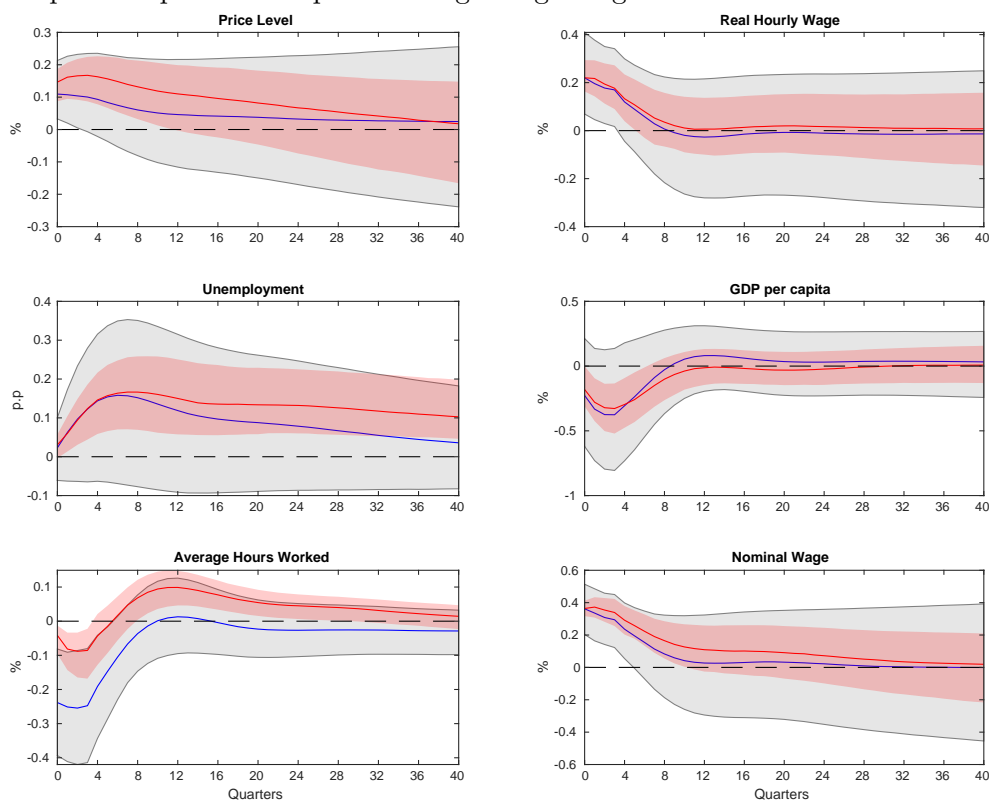 Price Level
0.3
0.2
0.1
0
-0.1
-0.2
-0.3
%
0 4 8 12 16 20 24 28 32 36 40
Real Hourly Wage
0.4
0.2
0
-0.2
-0.4
%
0 4 8 12 16 20 24 28 32 36 40
Unemployment
0.4
0.3
0.2
0.1
0
-0.1
p.p
0 4 8 12 16 20 24 28 32 36 40
GDP per capita
0.5
0
-0.5
-1
%
0 4 8 12 16 20 24 28 32 36 40
Average Hours Worked
0.1
0
-0.1
-0.2
-0.3
-0.4
%
0 4 8 12 16 20 24 28 32 36 40
Quarters
Nominal Wage
0.6
0.4
0.2
0
-0.2
-0.4
-0.6
%
0 4 8 12 16 20 24 28 32 36 40
Quarters